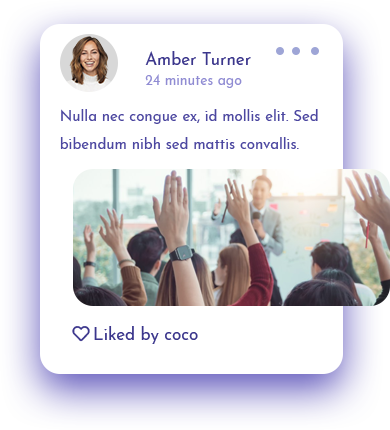 Amber Turner
24 minutes ago
Nulla nec congue ex, id mollis elit. Sed
bibendum nibh sed mattis convallis.
Liked by coco